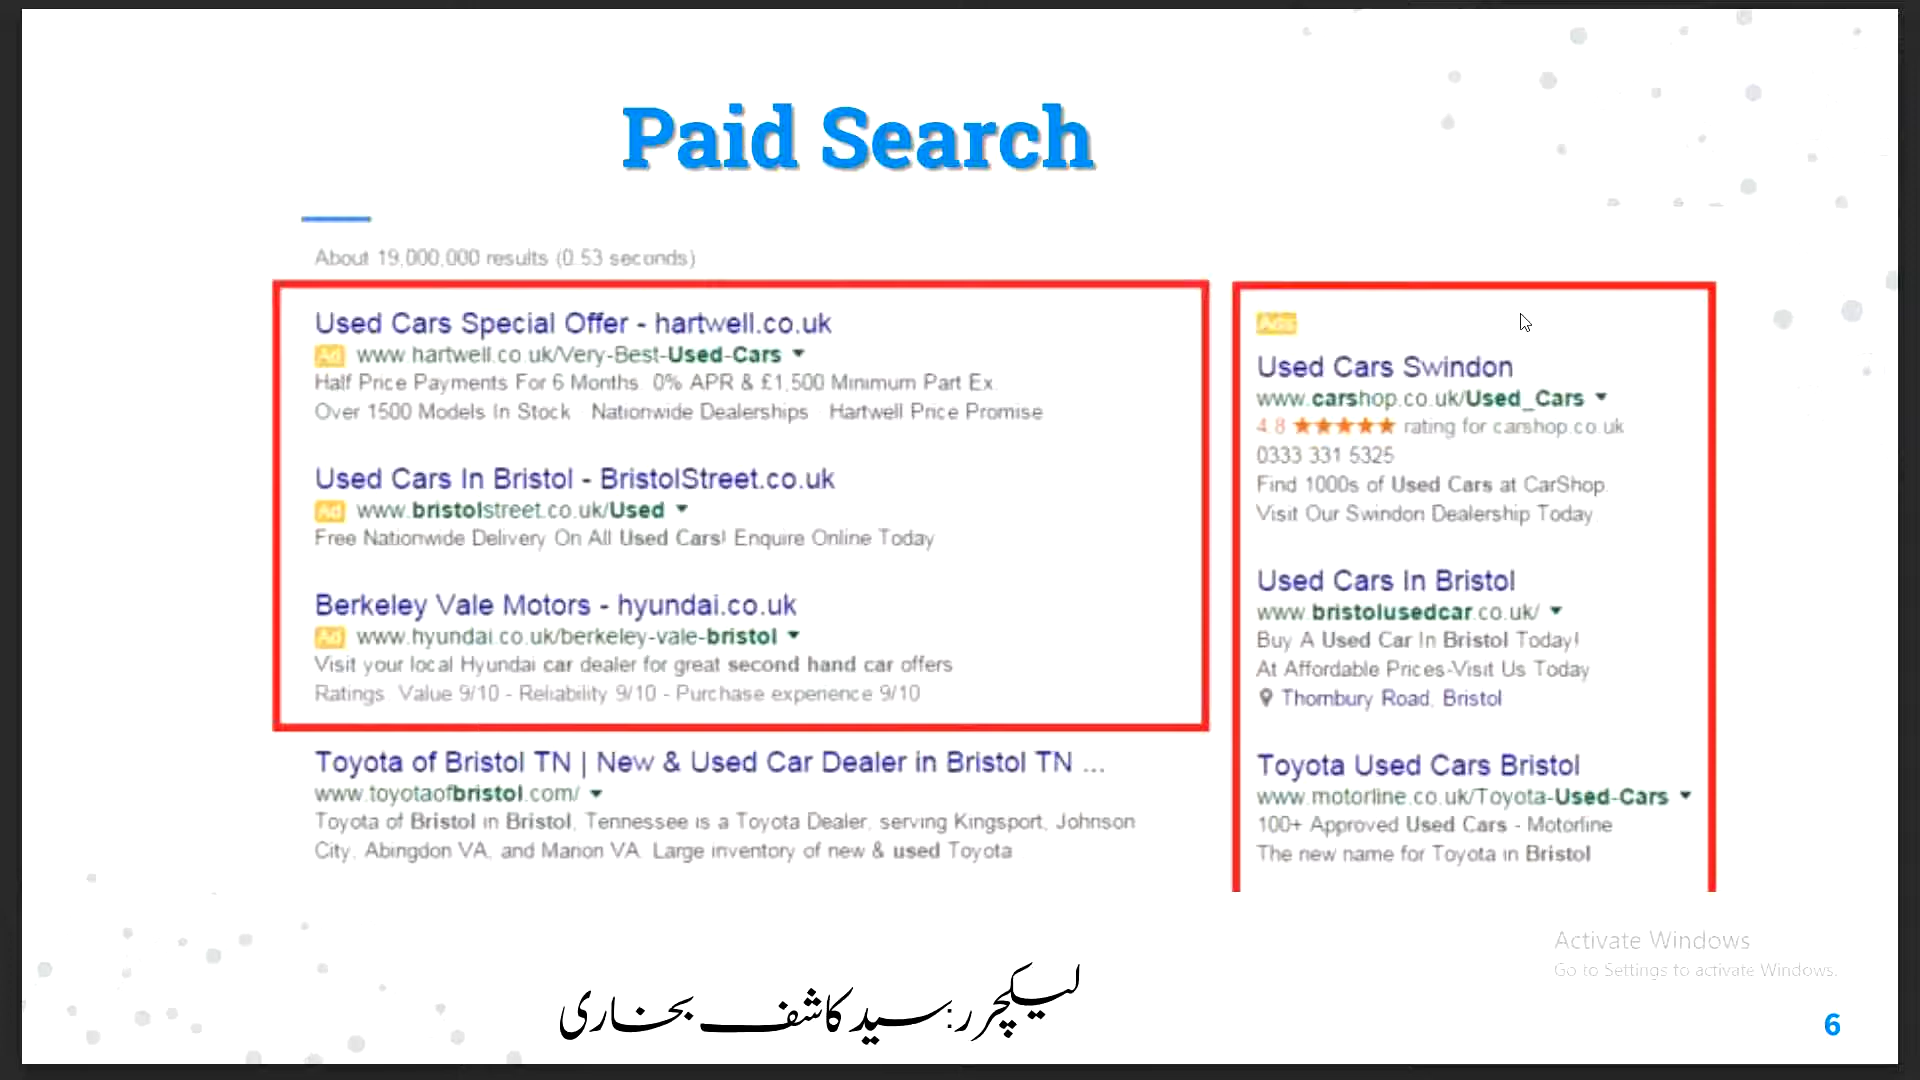 Paid Search
About 19,000,000 results (0.53 seconds)
Used Cars Special Offer - hartwell.co.uk
Ad www.hartwell.co.uk/Very-Best-Used-Cars
Half Price Payments For 6 Months. 0% APR & £1,500 Minimum Part Ex.
Over 1500 Models In Stock · Nationwide Dealerships · Hartwell Price Promise
Used Cars In Bristol - BristolStreet.co.uk
Ad www.bristolstreet.co.uk/Used
Free Nationwide Delivery On All Used Cars! Enquire Online Today
Berkeley Vale Motors - hyundai.co.uk
Ad www.hyundai.co.uk/berkeley-vale-bristol
Visit your local Hyundai car dealer for great second hand car offers
Ratings: Value 9/10 - Reliability 9/10 - Purchase experience 9/10
Toyota of Bristol TN | New & Used Car Dealer in Bristol TN ...
www.toyotaofbristol.com/
Toyota of Bristol in Bristol, Tennessee is a Toyota Dealer, serving Kingsport, Johnson
City, Abingdon VA, and Marion VA. Large inventory of new & used Toyota
Ads
Used Cars Swindon
www.carshop.co.uk/Used_Cars
4.8 ★★★★★ rating for carshop.co.uk
0333 331 5325
Find 1000s of Used Cars at CarShop.
Visit Our Swindon Dealership Today.
Used Cars In Bristol
www.bristolusedcar.co.uk/
Buy A Used Car In Bristol Today!
At Affordable Prices-Visit Us Today
Thornbury Road, Bristol
Toyota Used Cars Bristol
www.motorline.co.uk/Toyota-Used-Cars
100+ Approved Used Cars - Motorline
The new name for Toyota in Bristol
Activate Windows
Go to Settings to activate Windows.
لیکچرر: سید کاشف بخاری
6